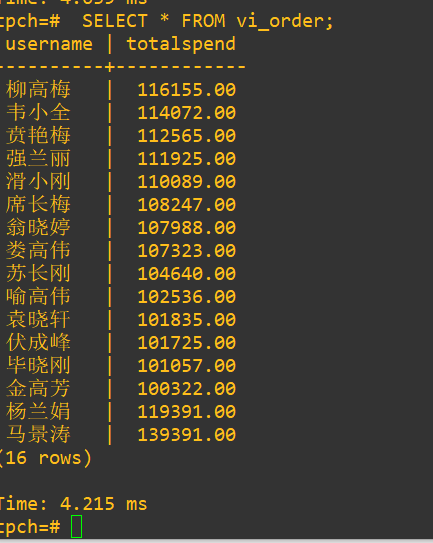 Time: 4.099 ms
tpch=#  SELECT * FROM vi_order;
username | totalspend
----------+------------
柳高梅 | 116155.00
韦小全 | 114072.00
贲艳梅 | 112565.00
强兰丽 | 111925.00
滑小刚 | 110089.00
席长梅 | 108247.00
翁晓婷 | 107988.00
娄高伟 | 107323.00
苏长刚 | 104640.00
喻高伟 | 102536.00
袁晓轩 | 101835.00
伏成峰 | 101725.00
毕晓刚 | 101057.00
金高芳 | 100322.00
杨兰娟 | 119391.00
马景涛 | 139391.00
(16 rows)
Time: 4.215 ms
tpch=#